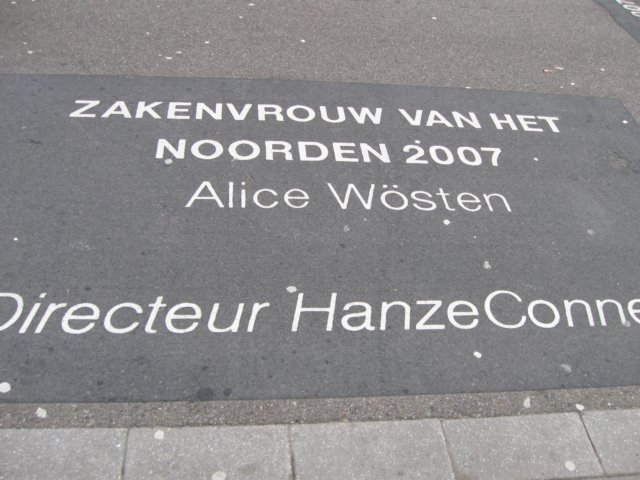 ZAKENVROUW VAN HET
NOORDEN 2007
Alice Wösten
Directeur HanzeConne